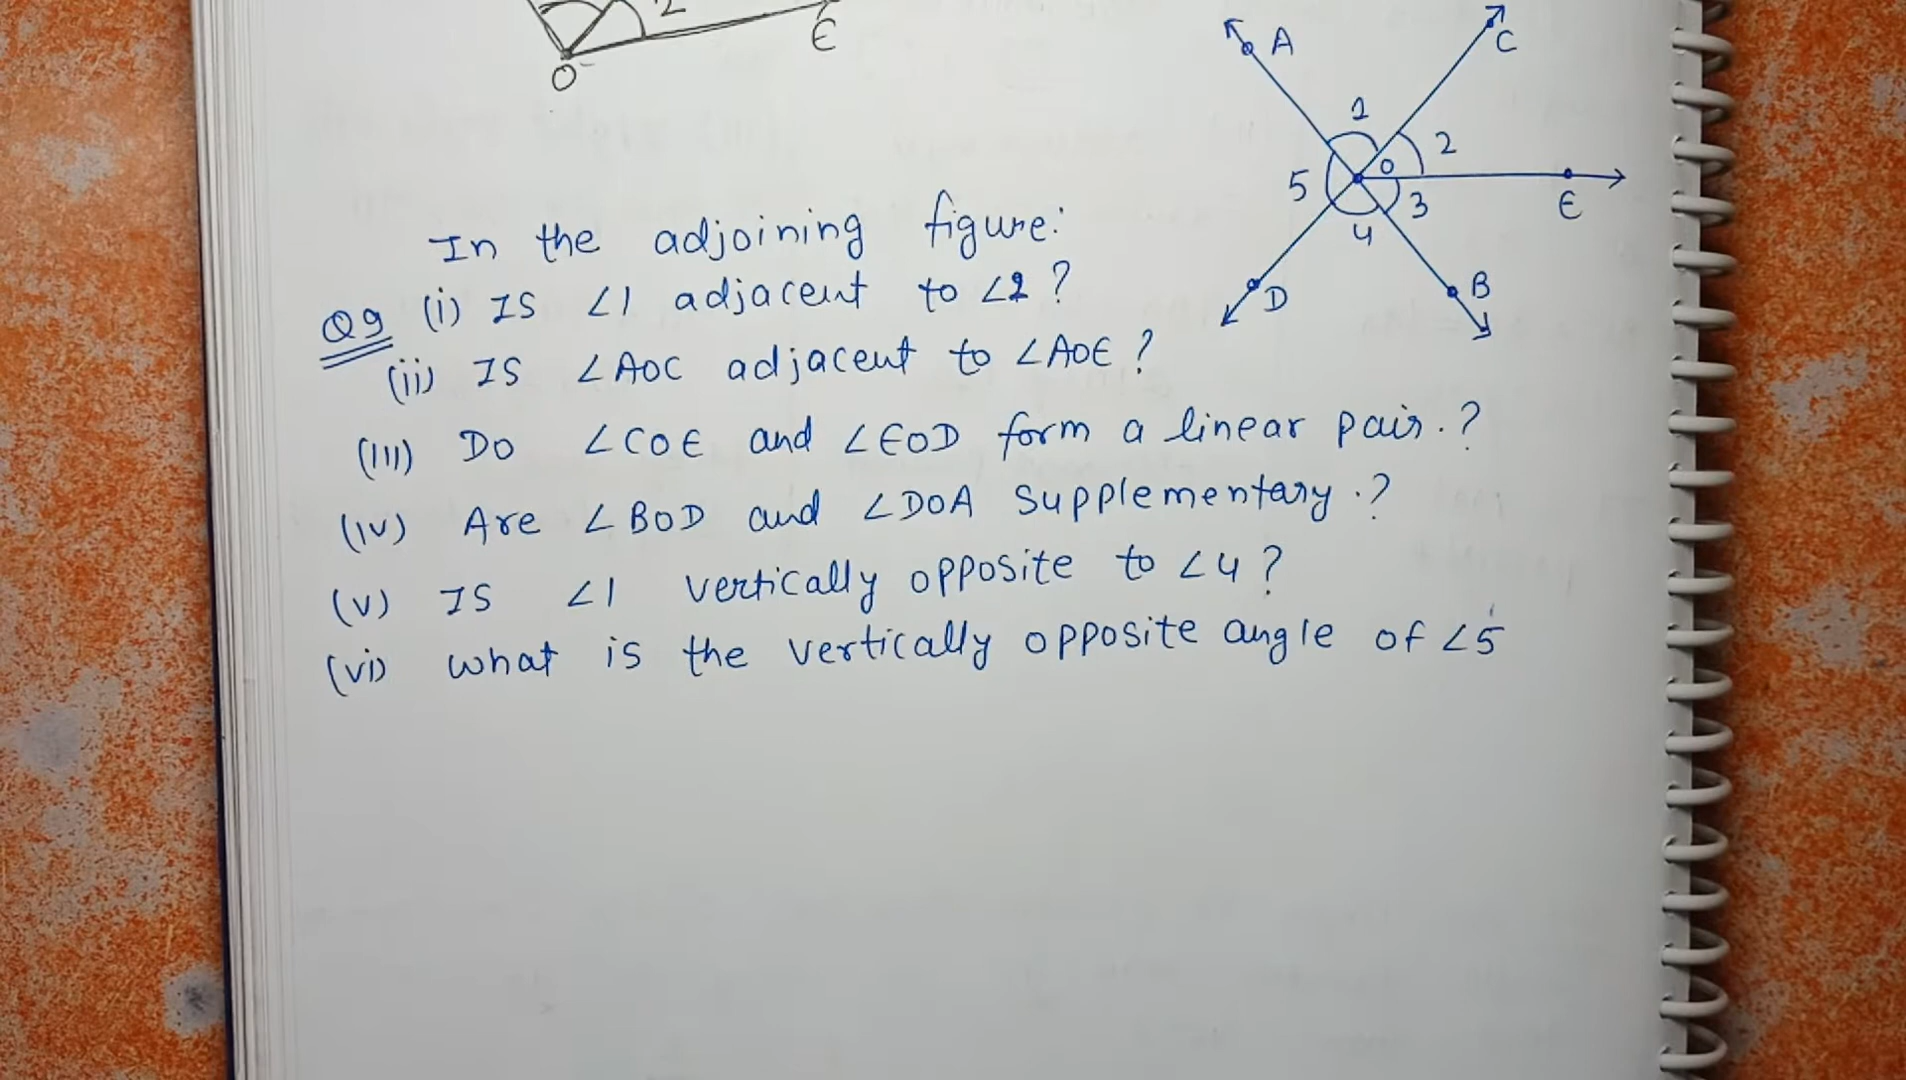 2
E
O
A
C
1
2
O
5
3
E
4
D
B
In the adjoining figure:
Q9 (i) Is ∠1 adjacent to ∠2 ?
(ii) Is ∠AOC adjacent to ∠AOE ?
(iii) Do ∠COE and ∠EOD form a linear pair. ?
(iv) Are ∠BOD and ∠DOA supplementary . ?
(v) Is ∠1 vertically opposite to ∠4 ?
(vi) what is the vertically opposite angle of ∠5